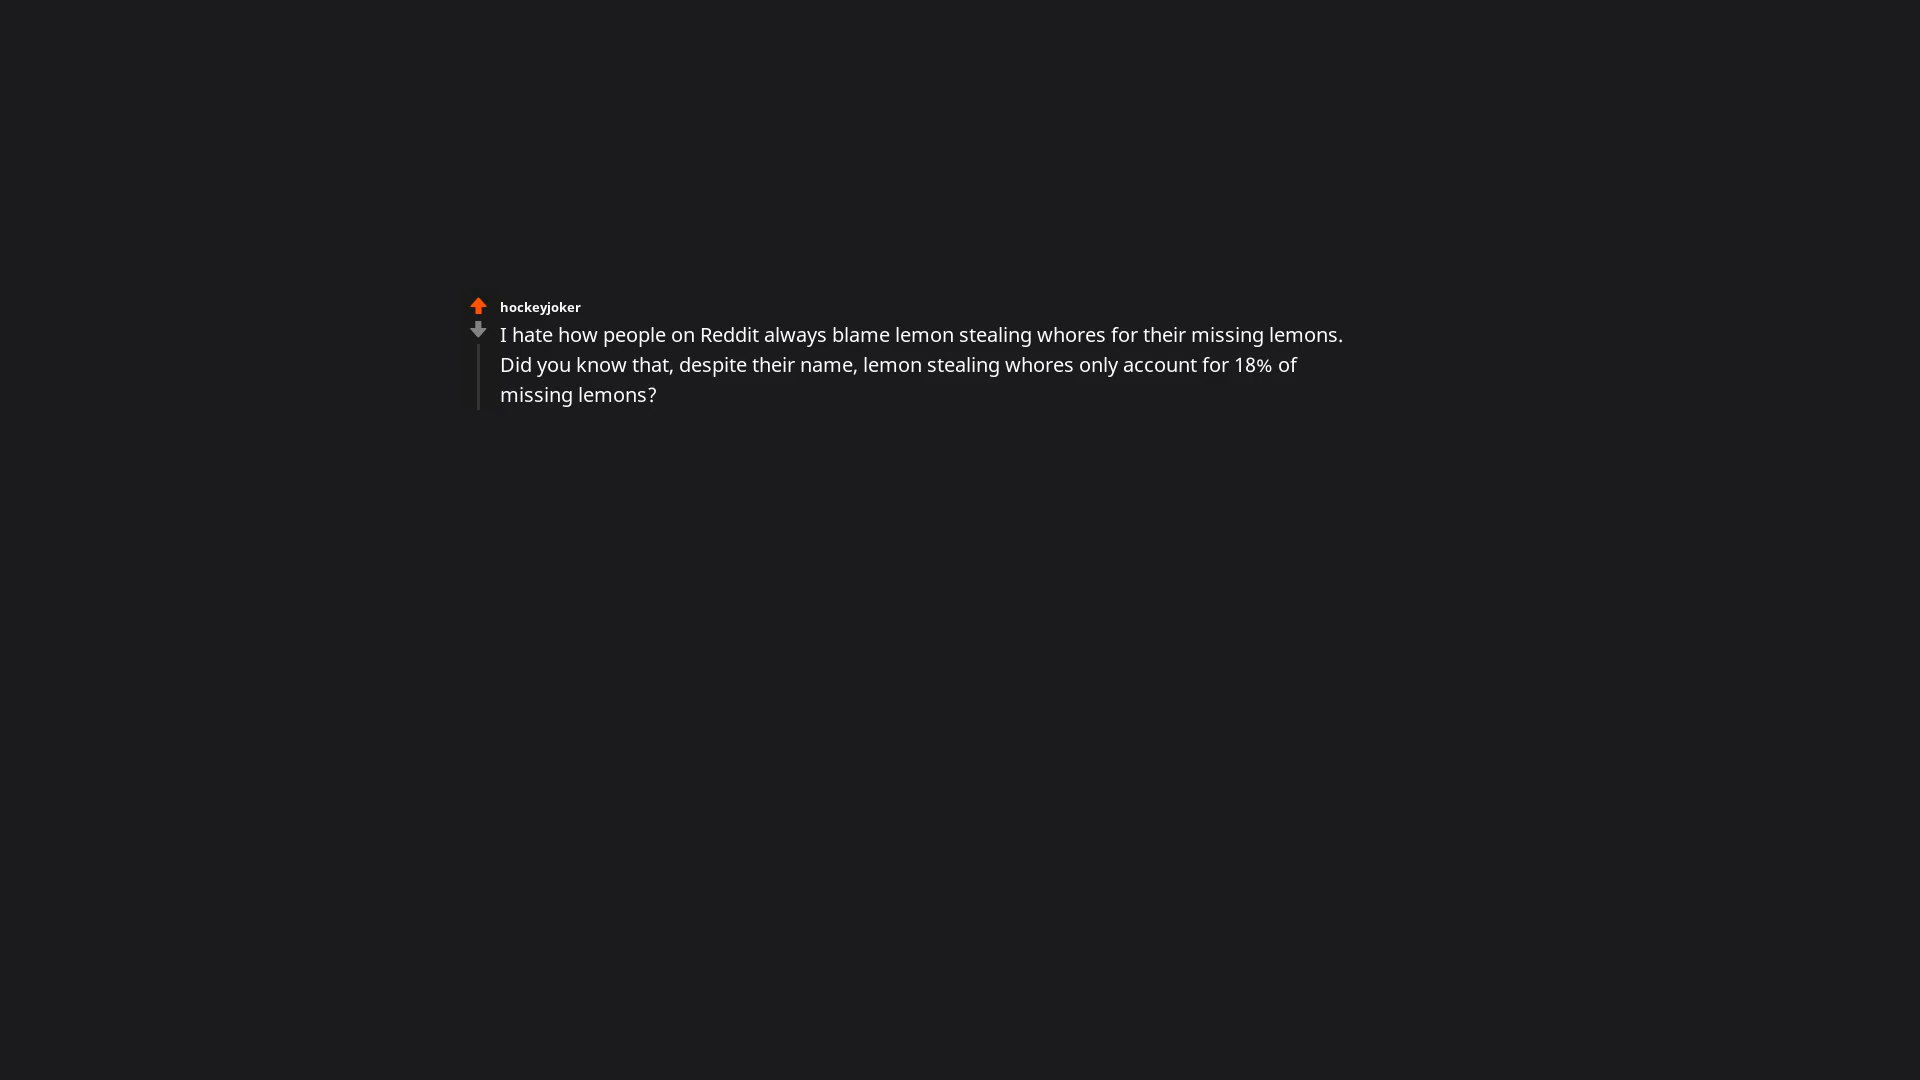 hockeyjoker
I hate how people on Reddit always blame lemon stealing whores for their missing lemons.
Did you know that, despite their name, lemon stealing whores only account for 18% of
missing lemons?